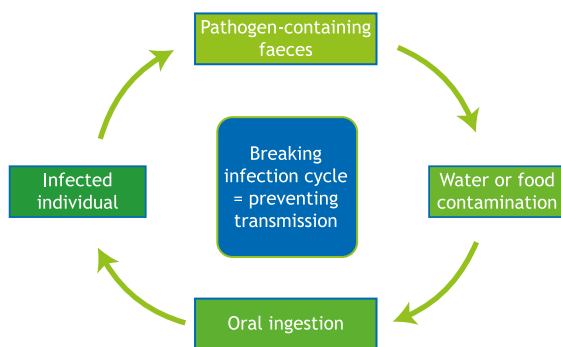 Pathogen-containing
faeces
Breaking
infection cycle
= preventing
transmission
Infected
individual
Water or food
contamination
Oral ingestion